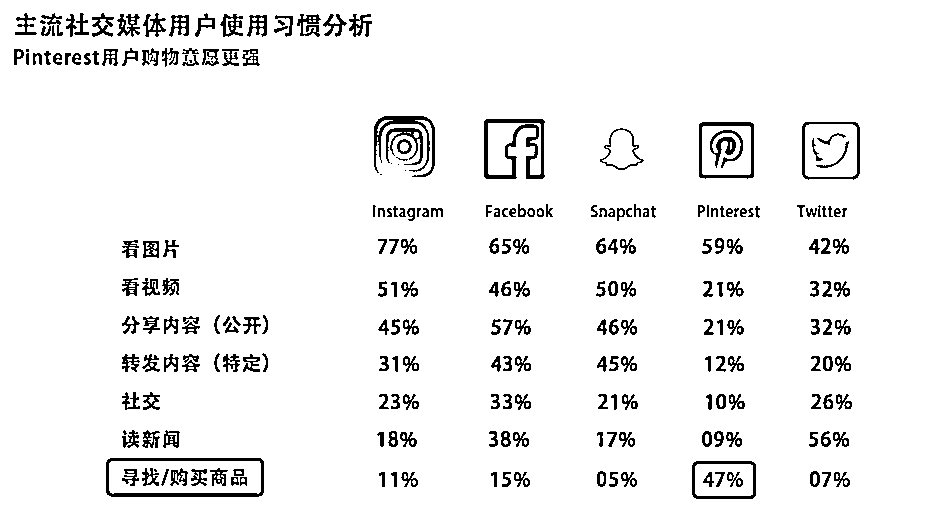 主流社交媒体用户使用习惯分析
Pinterest用户购物意愿更强
Instagram Facebook Snapchat Pinterest Twitter
看图片 77% 65% 64% 59% 42%
看视频 51% 46% 50% 21% 32%
分享内容（公开） 45% 57% 46% 21% 32%
转发内容（特定） 31% 43% 45% 12% 20%
社交 23% 33% 21% 10% 26%
读新闻 18% 38% 17% 09% 56%
寻找/购买商品 11% 15% 05% 47% 07%